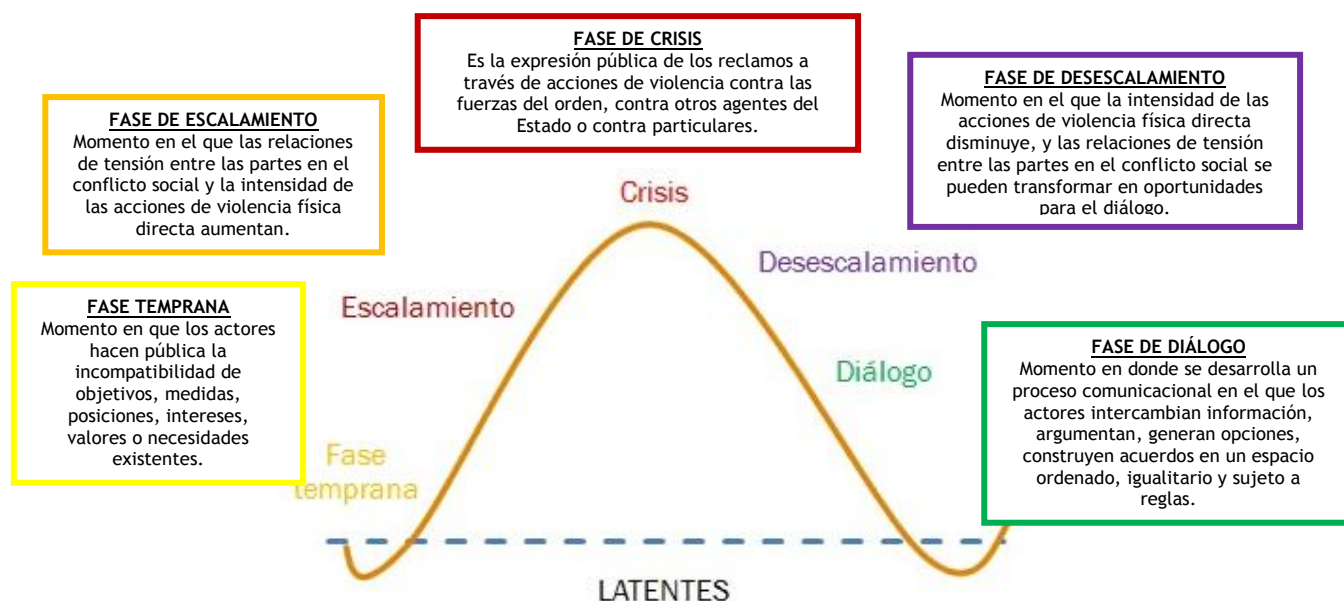 FASE DE CRISIS
Es la expresión pública de los reclamos a
través de acciones de violencia contra las
fuerzas del orden, contra otros agentes del
Estado o contra particulares.
FASE DE DESESCALAMIENTO
Momento en el que la intensidad de las
acciones de violencia física directa
disminuye, y las relaciones de tensión
entre las partes en el conflicto social se
pueden transformar en oportunidades
para el diálogo.
FASE DE ESCALAMIENTO
Momento en el que las relaciones
de tensión entre las partes en el
conflicto social y la intensidad de
las acciones de violencia física
directa aumentan.
Crisis
Desescalamiento
Escalamiento
FASE TEMPRANA
Momento en que los actores
hacen pública la
incompatibilidad de
objetivos, medidas,
posiciones, intereses,
valores o necesidades
existentes.
Diálogo
FASE DE DIÁLOGO
Momento en donde se desarrolla un
proceso comunicacional en el que los
actores intercambian información,
argumentan, generan opciones,
construyen acuerdos en un espacio
ordenado, igualitario y sujeto a
reglas.
Fase
temprana
LATENTES